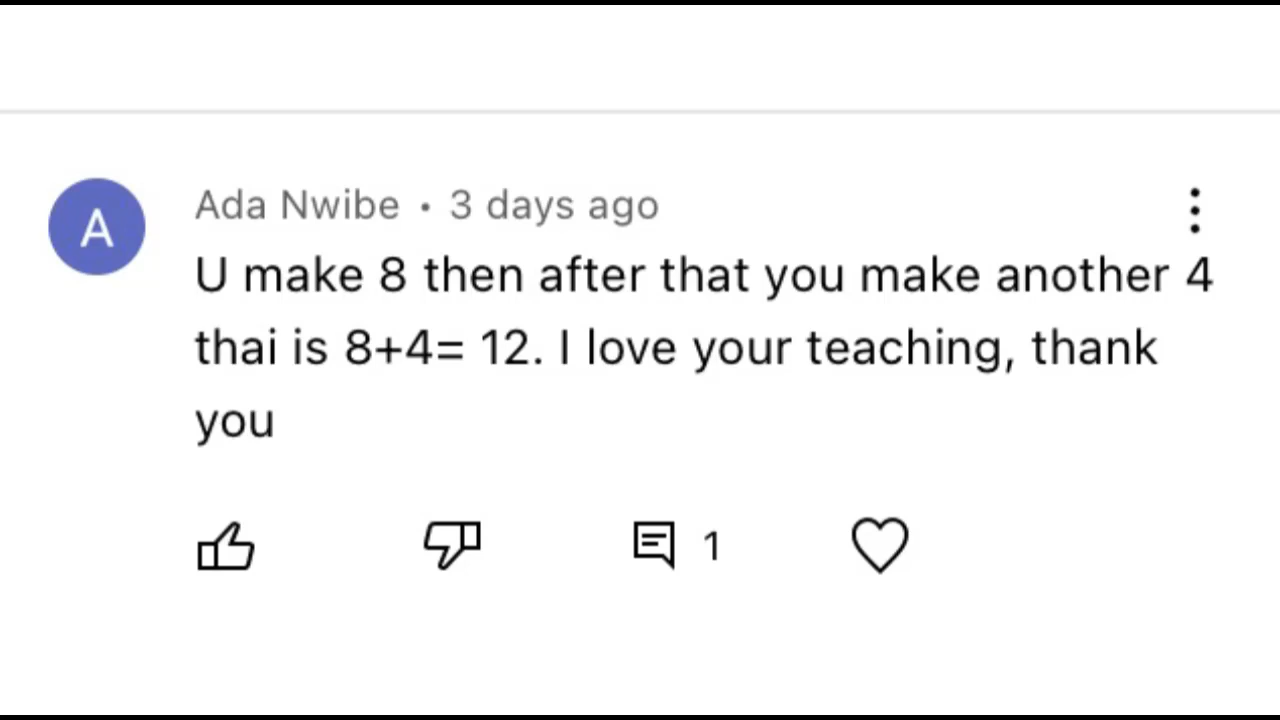 A
Ada Nwibe • 3 days ago
U make 8 then after that you make another 4
thai is 8+4= 12. I love your teaching, thank
you
1